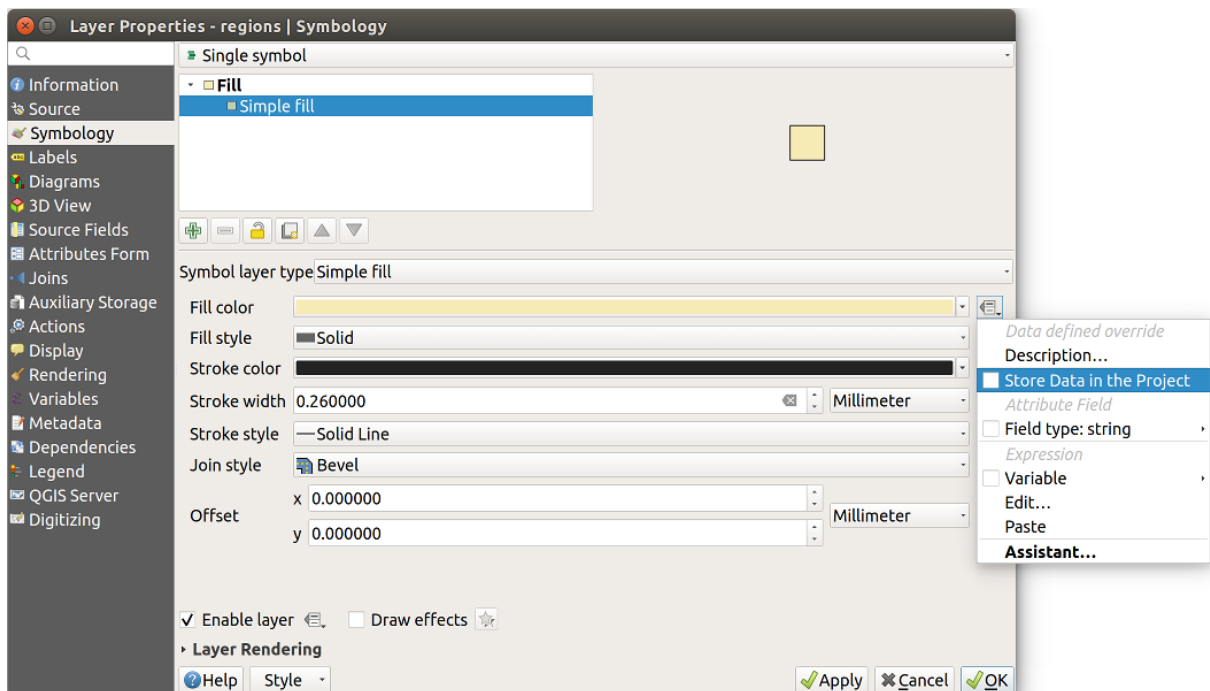 Layer Properties - regions | Symbology
Single symbol
Information
Source
Symbology
Labels
Diagrams
3D View
Source Fields
Attributes Form
Joins
Auxiliary Storage
Actions
Display
Rendering
Variables
Metadata
Dependencies
Legend
QGIS Server
Digitizing
Fill
Simple fill
Symbol layer type Simple fill
Fill color
Fill style Solid
Stroke color
Stroke width 0.260000 Millimeter
Stroke style Solid Line
Join style Bevel
Offset
x 0.000000
y 0.000000
Millimeter
Data defined override
Description...
Store Data in the Project
Attribute Field
Field type: string
Expression
Variable
Edit...
Paste
Assistant...
Enable layer Draw effects
Layer Rendering
Help Style Apply Cancel OK